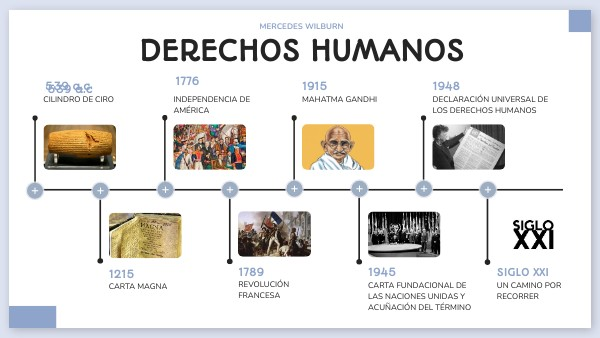 MERCEDES WILBURN
DERECHOS HUMANOS
539 a.c
CILINDRO DE CIRO
1776
INDEPENDENCIA DE
AMÉRICA
1915
MAHATMA GANDHI
1948
DECLARACIÓN UNIVERSAL DE
LOS DERECHOS HUMANOS
1215
CARTA MAGNA
1789
REVOLUCIÓN
FRANCESA
1945
CARTA FUNDACIONAL DE
LAS NACIONES UNIDAS Y
ACUÑACIÓN DEL TÉRMINO
SIGLO
XXI
SIGLO XXI
UN CAMINO POR
RECORRER